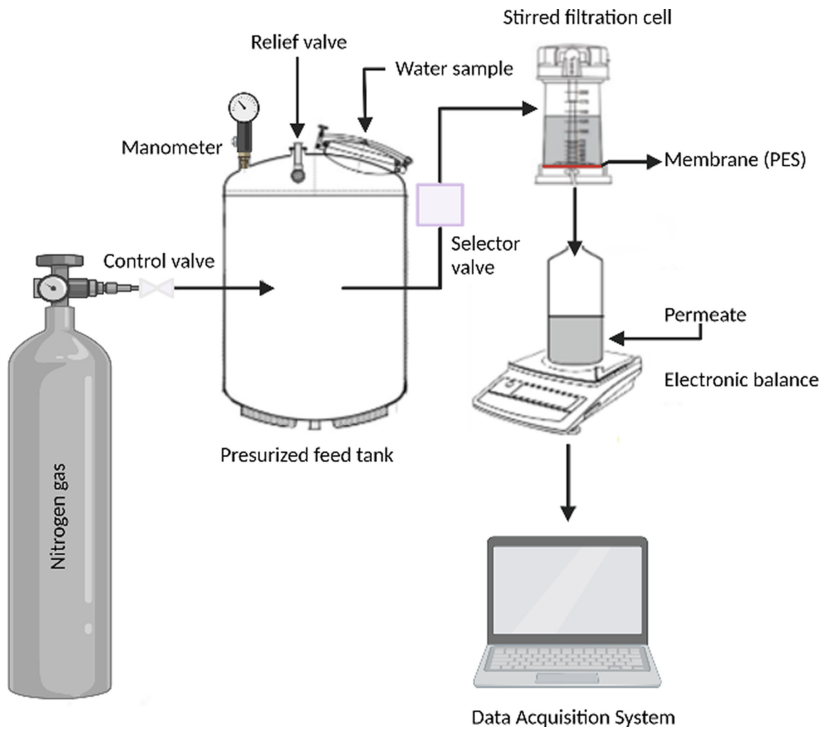 Stirred filtration cell
Relief valve
Water sample
Manometer
Membrane (PES)
Control valve
Selector
valve
Permeate
Electronic balance
Presurized feed tank
Nitrogen gas
Data Acquisition System